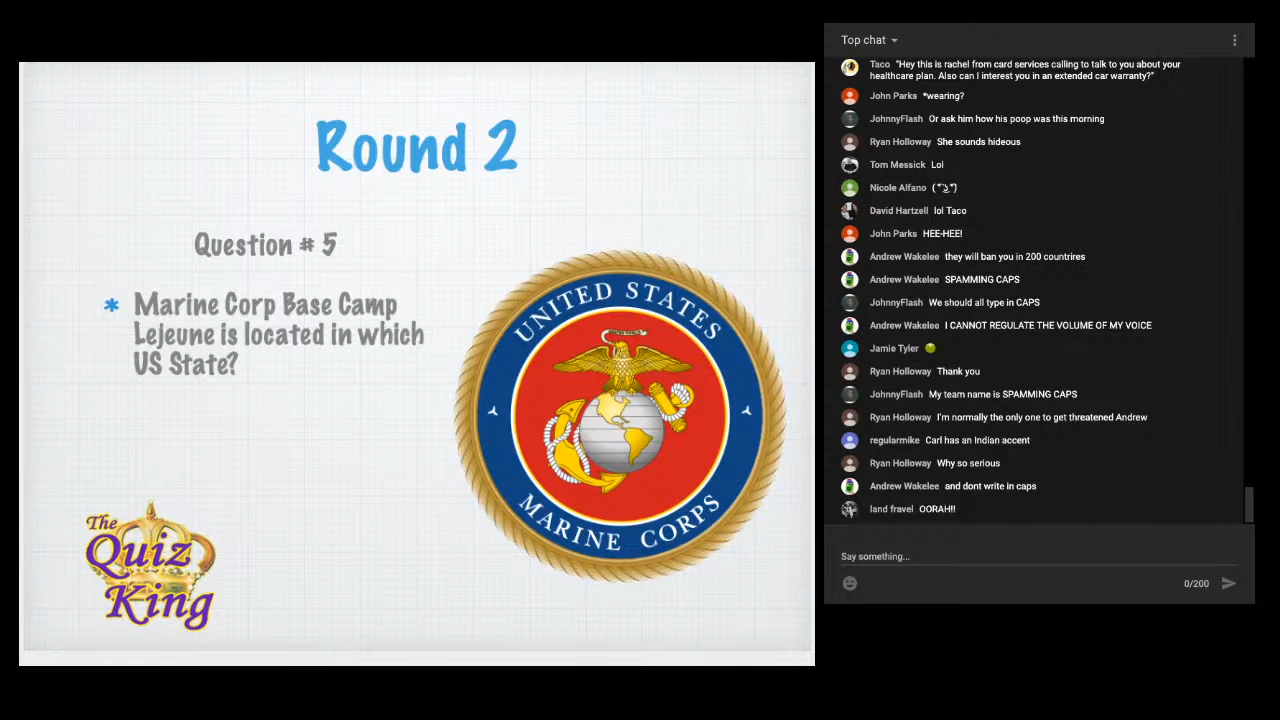 Round 2
Question # 5
Marine Corp Base Camp
Lejeune is located in which
US State?
UNITED STATES
MARINE CORPS
The
Quiz
King
Top chat
Taco "Hey this is rachel from card services calling to talk to you about your
healthcare plan. Also can I interest you in an extended car warranty?"
John Parks *wearing?
JohnnyFlash Or ask him how his poop was this morning
Ryan Holloway She sounds hideous
Tom Messick Lol
Nicole Alfano ( ͡° ͜ʖ ͡°)
David Hartzell lol Taco
John Parks HEE-HEE!
Andrew Wakelee they will ban you in 200 countrires
Andrew Wakelee SPAMMING CAPS
JohnnyFlash We should all type in CAPS
Andrew Wakelee I CANNOT REGULATE THE VOLUME OF MY VOICE
Jamie Tyler
Ryan Holloway Thank you
JohnnyFlash My team name is SPAMMING CAPS
Ryan Holloway I'm normally the only one to get threatened Andrew
regularmike Carl has an Indian accent
Ryan Holloway Why so serious
Andrew Wakelee and dont write in caps
land fravel OORAH!!
Say something...
0/200